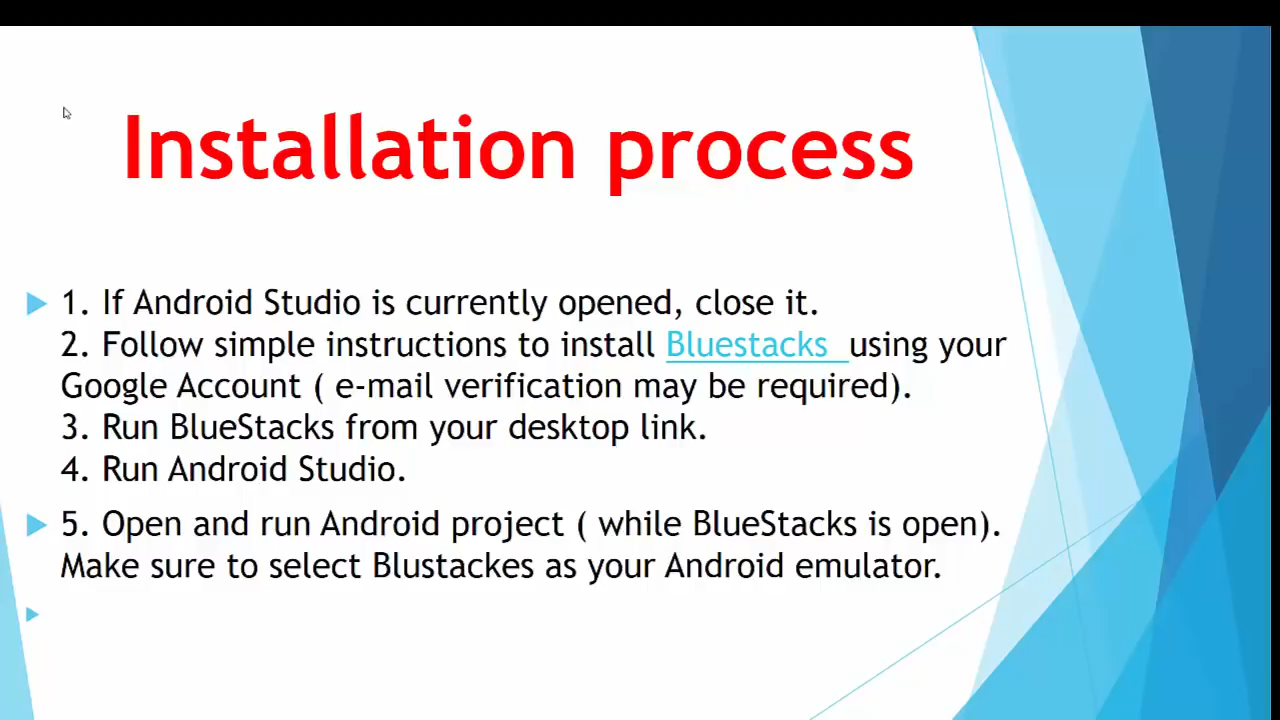 Installation process
1. If Android Studio is currently opened, close it.
2. Follow simple instructions to install Bluestacks using your
Google Account ( e-mail verification may be required).
3. Run BlueStacks from your desktop link.
4. Run Android Studio.
5. Open and run Android project ( while BlueStacks is open).
Make sure to select Blustackes as your Android emulator.